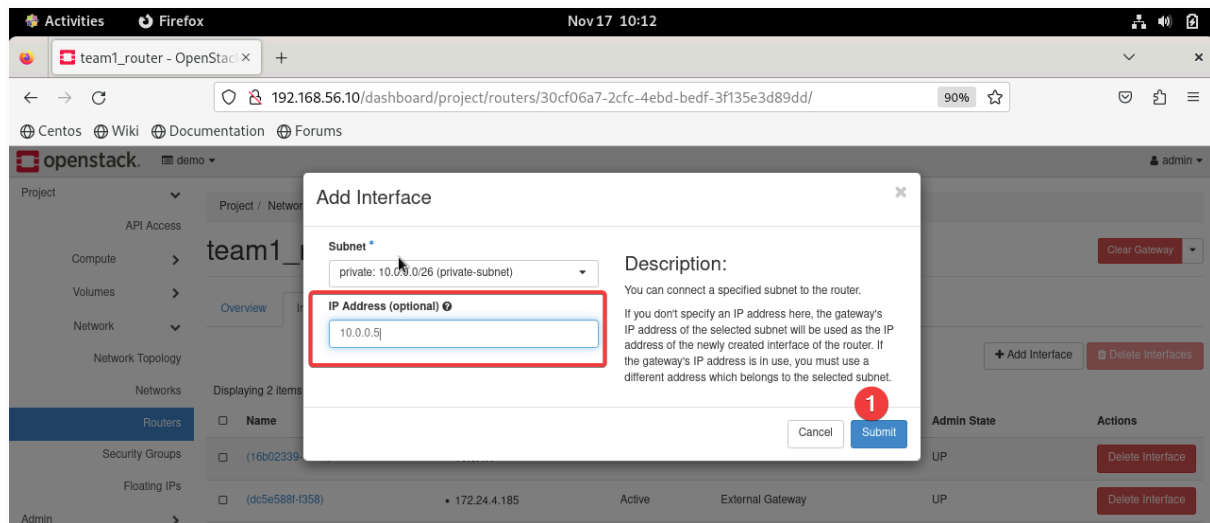 Activities Firefox Nov 17 10:12
team1_router - OpenStac
192.168.56.10/dashboard/project/routers/30cf06a7-2cfc-4ebd-bedf-3f135e3d89dd/ 90%
Centos Wiki Documentation Forums
openstack. demo admin
Project
API Access
Compute
Volumes
Network
Network Topology
Networks
Routers
Security Groups
Floating IPs
Admin
Project / Networ
team1_
Clear Gateway
Overview
+ Add Interface Delete Interfaces
Displaying 2 items
Name Admin State Actions
(16b02339- UP Delete Interface
(dc5e588f-f358) • 172.24.4.185 Active External Gateway UP Delete Interface
Add Interface
Subnet *
private: 10.0.0.0/26 (private-subnet)
IP Address (optional)
10.0.0.5
Description:
You can connect a specified subnet to the router.
If you don't specify an IP address here, the gateway's
IP address of the selected subnet will be used as the IP
address of the newly created interface of the router. If
the gateway's IP address is in use, you must use a
different address which belongs to the selected subnet.
1
Cancel Submit